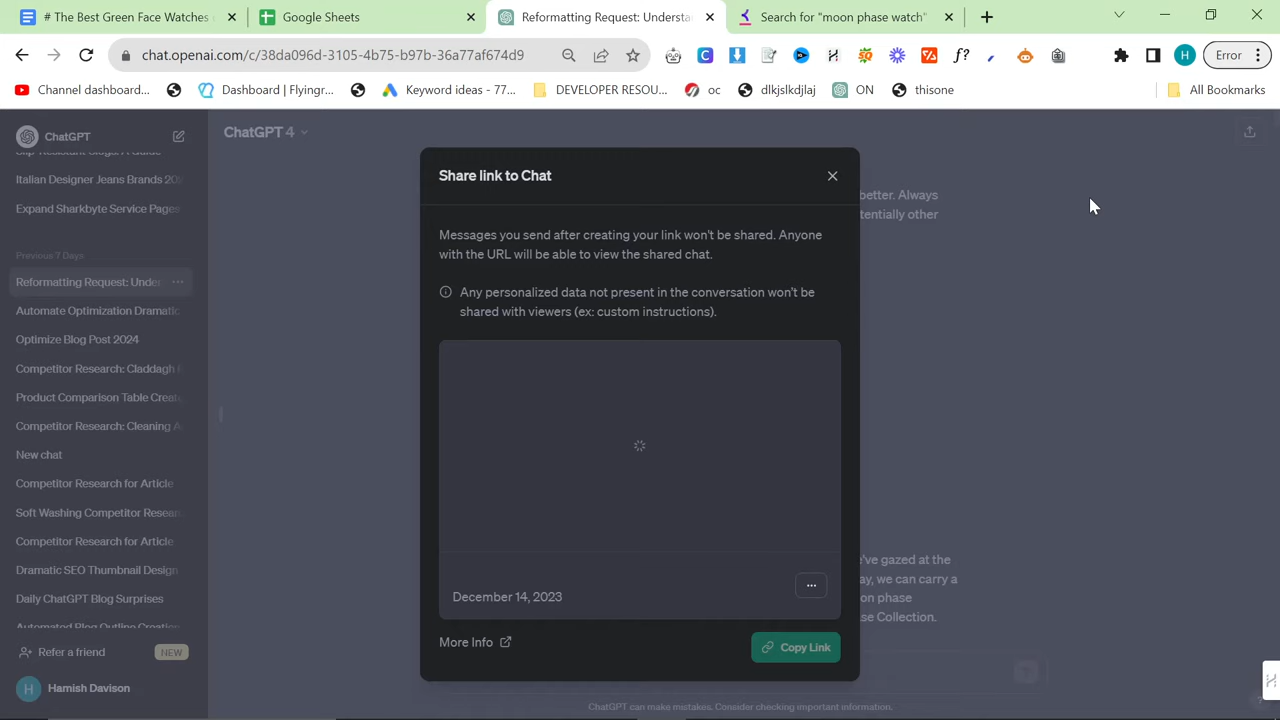 # The Best Green Face Watches
Google Sheets
Reformatting Request: Understa
Search for "moon phase watch"
chat.openai.com/c/38da096d-3105-4b75-b97b-36a77af674d9
Error
Channel dashboard...
Dashboard | Flyingr...
Keyword ideas - 77...
DEVELOPER RESOU...
oc
dlkjslkdjlaj
ON
thisone
All Bookmarks
ChatGPT
ChatGPT 4
Italian Designer Jeans Brands 20
Expand Sharkbyte Service Pages
Previous 7 Days
Reformatting Request: Under
Automate Optimization Dramatic
Optimize Blog Post 2024
Competitor Research: Claddagh
Product Comparison Table Creat
Competitor Research: Cleaning A
New chat
Competitor Research for Article
Soft Washing Competitor Resear
Competitor Research for Article
Dramatic SEO Thumbnail Design
Daily ChatGPT Blog Surprises
Automated Blog Outline Creation
Refer a friend
NEW
Hamish Davison
Share link to Chat
Messages you send after creating your link won't be shared. Anyone
with the URL will be able to view the shared chat.
Any personalized data not present in the conversation won't be
shared with viewers (ex: custom instructions).
December 14, 2023
More Info
Copy Link
better. Always
tentially other
've gazed at the
ay, we can carry a
on phase
se Collection.
ChatGPT can make mistakes. Consider checking important information.